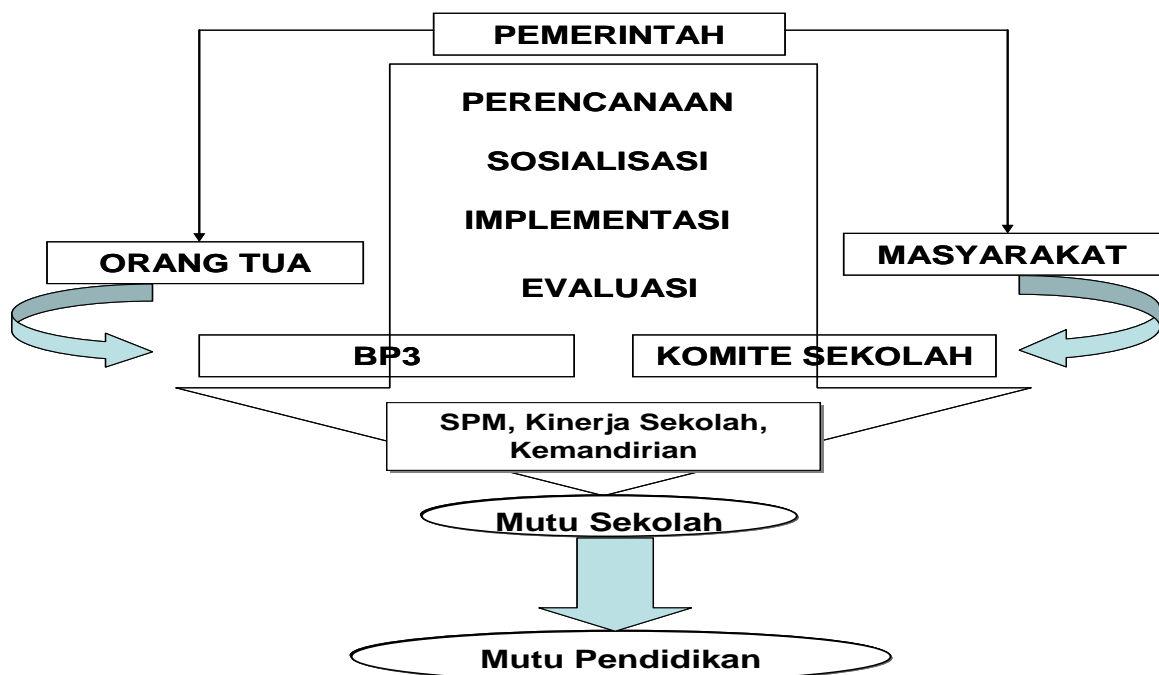 PEMERINTAH
PERENCANAAN
SOSIALISASI
IMPLEMENTASI
ORANG TUA
MASYARAKAT
EVALUASI
BP3
KOMITE SEKOLAH
SPM, Kinerja Sekolah,
Kemandirian
Mutu Sekolah
Mutu Pendidikan